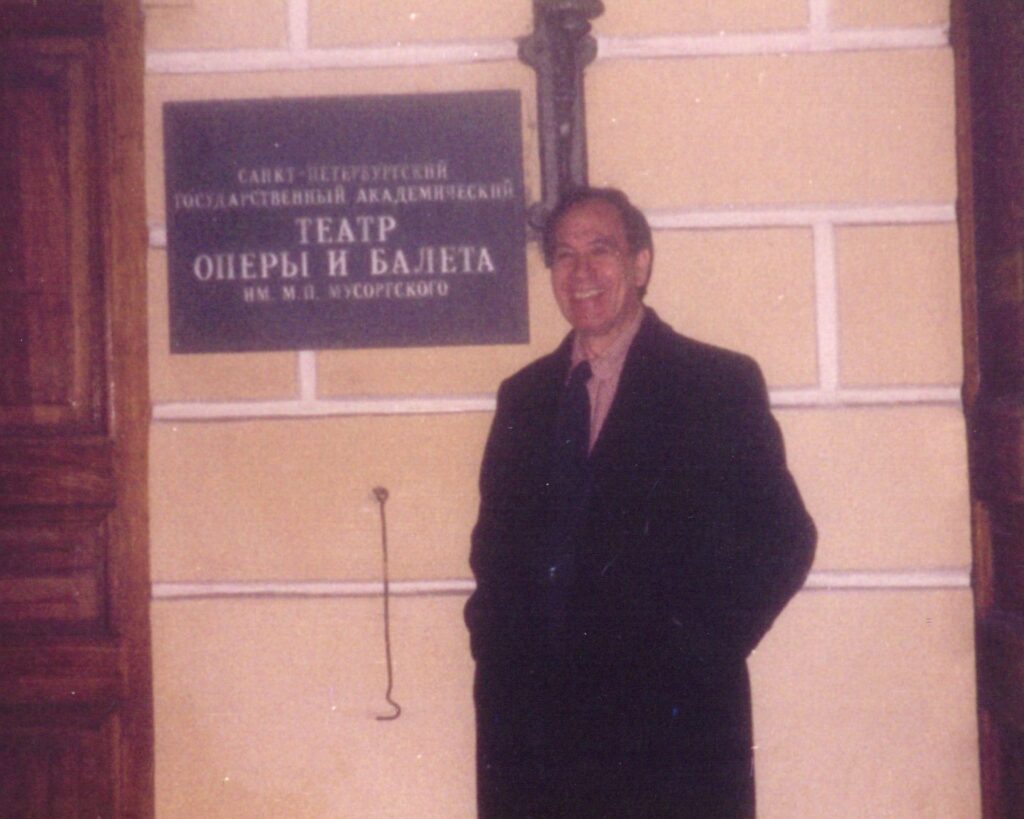 САНКТ-ПЕТЕРБУРГСКИЙ
ГОСУДАРСТВЕННЫЙ АКАДЕМИЧЕСКИЙ
ТЕАТР
ОПЕРЫ И БАЛЕТА
ИМ. М.П. МУСОРГСКОГО